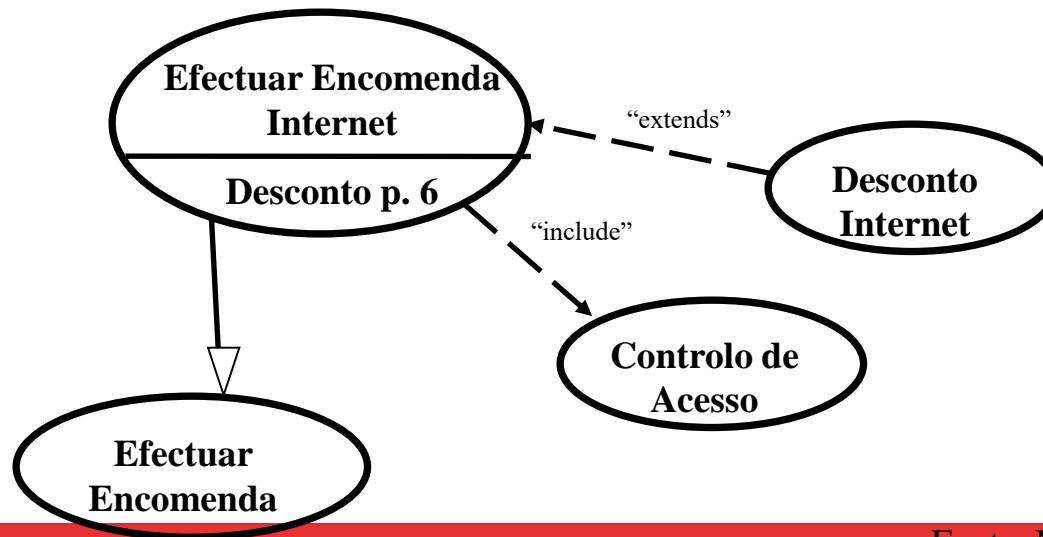 Efectuar Encomenda
Internet
Desconto p. 6
“extends”
Desconto
Internet
“include”
Controlo de
Acesso
Efectuar
Encomenda